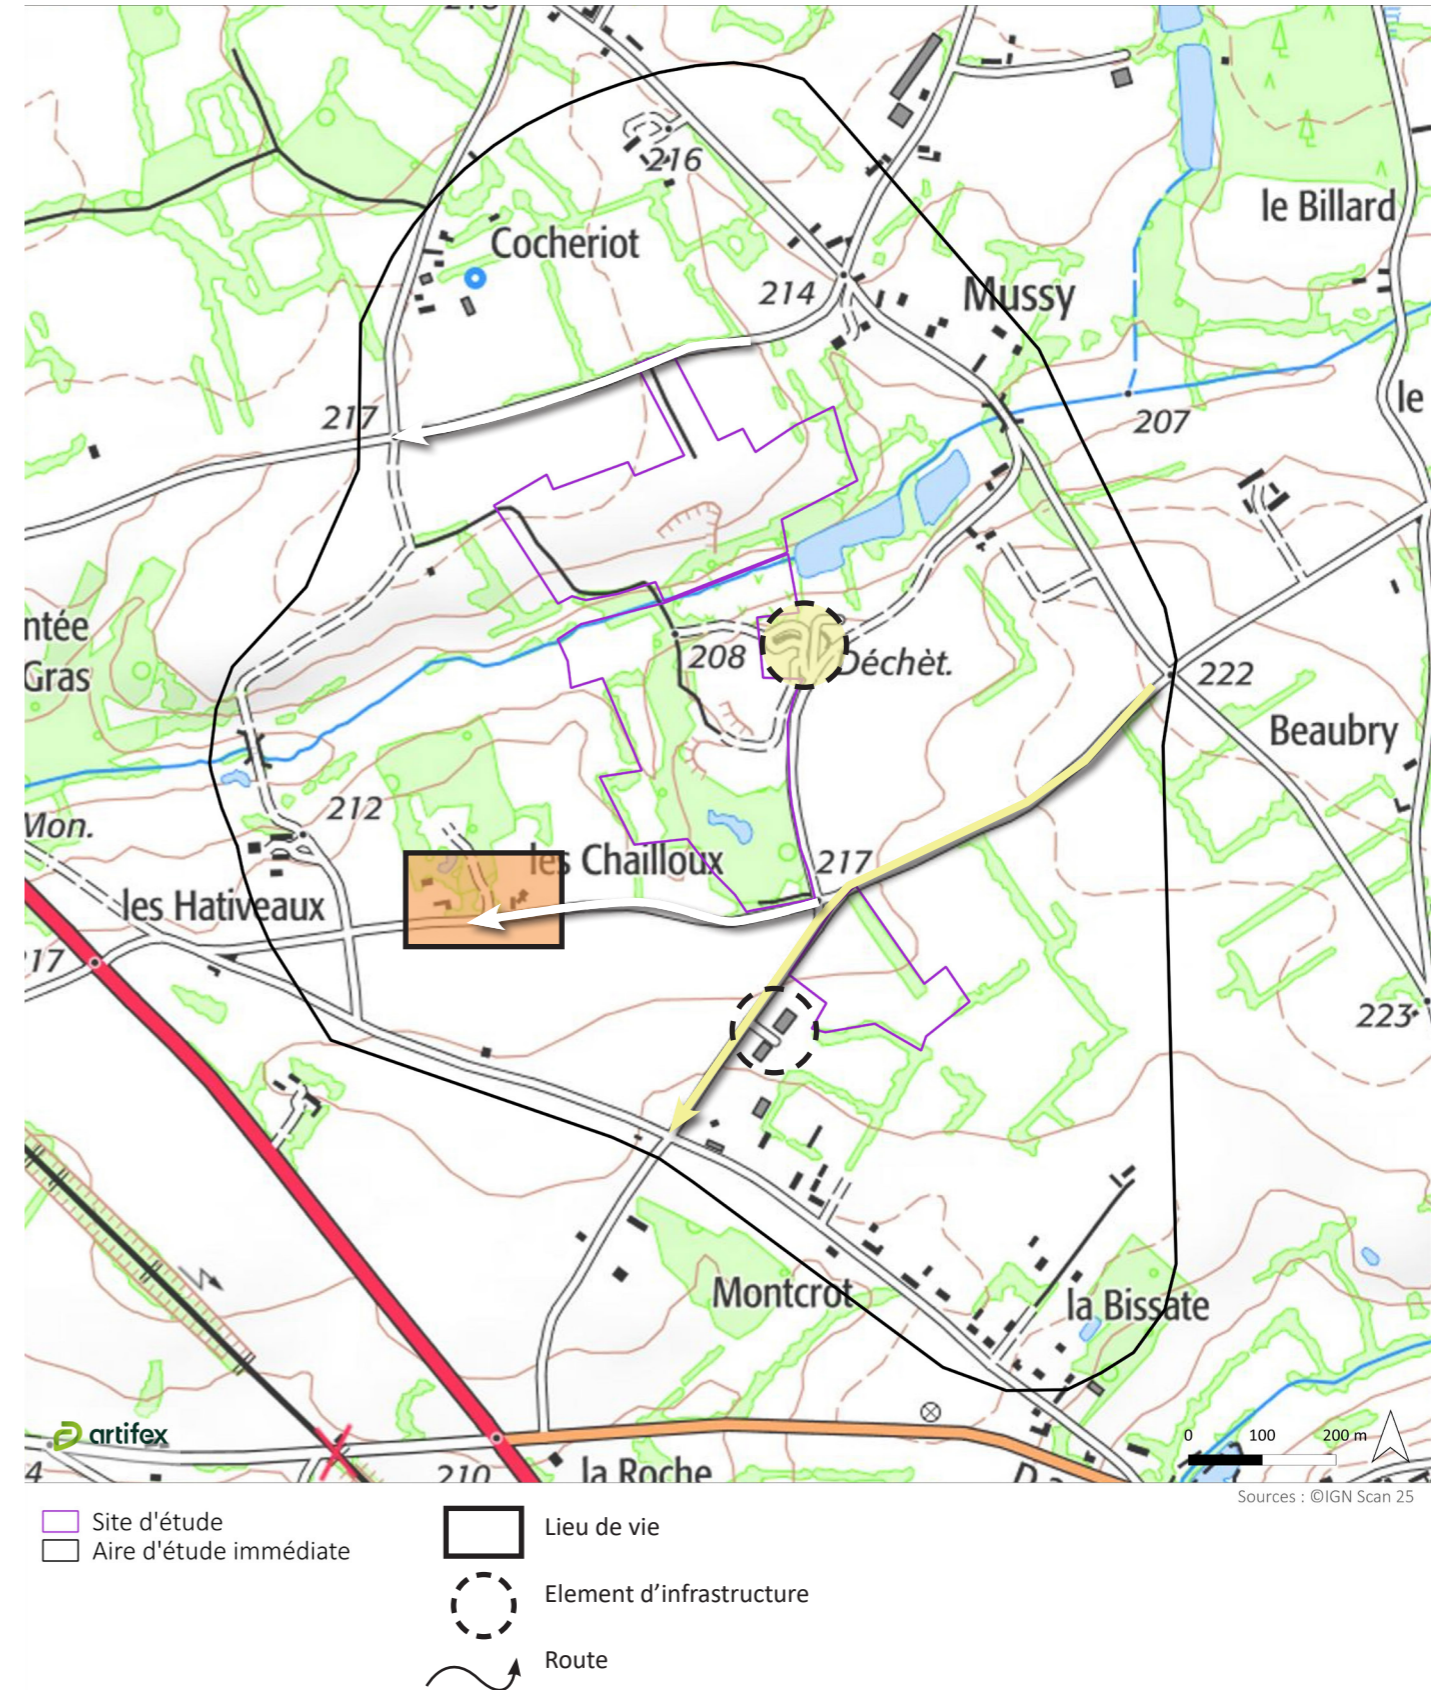 216
Cocheriot
214
Mussy
le Billard
217
207
le
ntée
Gras
208
Déchèt.
222
Beaubry
212
Mon.
les Chailloux
217
les Hativeaux
17
223
Montcrot
la Bissate
artifex
0 100 200 m
4
210
la Roche
Sources : ©IGN Scan 25
Site d'étude
Aire d'étude immédiate
Lieu de vie
Element d’infrastructure
Route